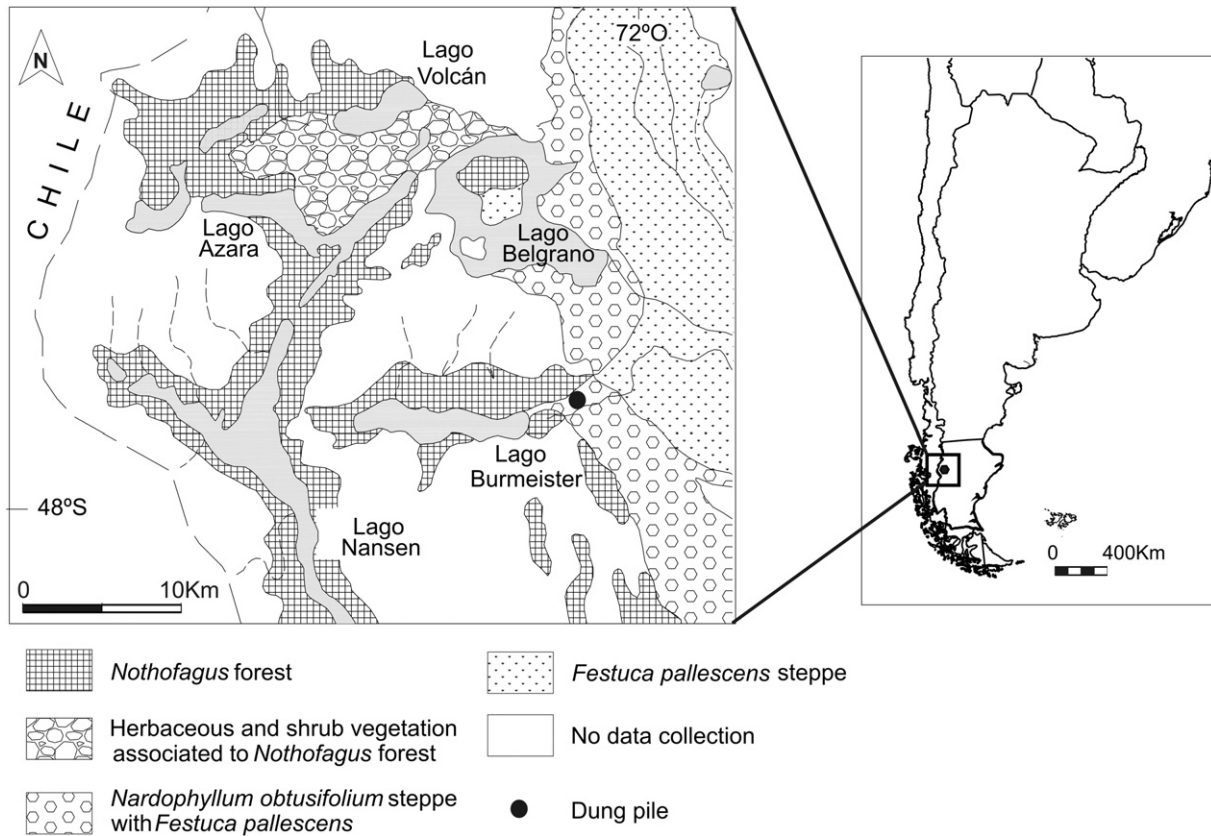 N
CHILE
72ºO
Lago
Volcán
Lago
Azara
Lago
Belgrano
Lago
Burmeister
48ºS
Lago
Nansen
0 10Km
0 400Km
Nothofagus forest
Herbaceous and shrub vegetation
associated to Nothofagus forest
Nardophyllum obtusifolium steppe
with Festuca pallescens
Festuca pallescens steppe
No data collection
Dung pile